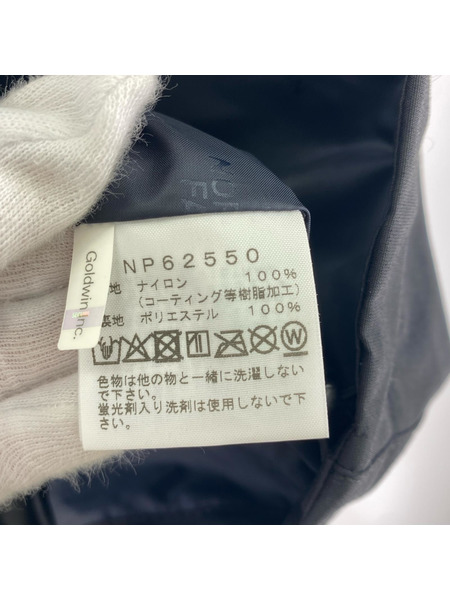 Goldwin Inc.
NP62550
地 ナイロン 100%
(コーティング等樹脂加工)
裏地 ポリエステル 100%
W
色物は他の物と一緒に洗濯しない
で下さい。
蛍光剤入り洗剤は使用しないで下
さい。